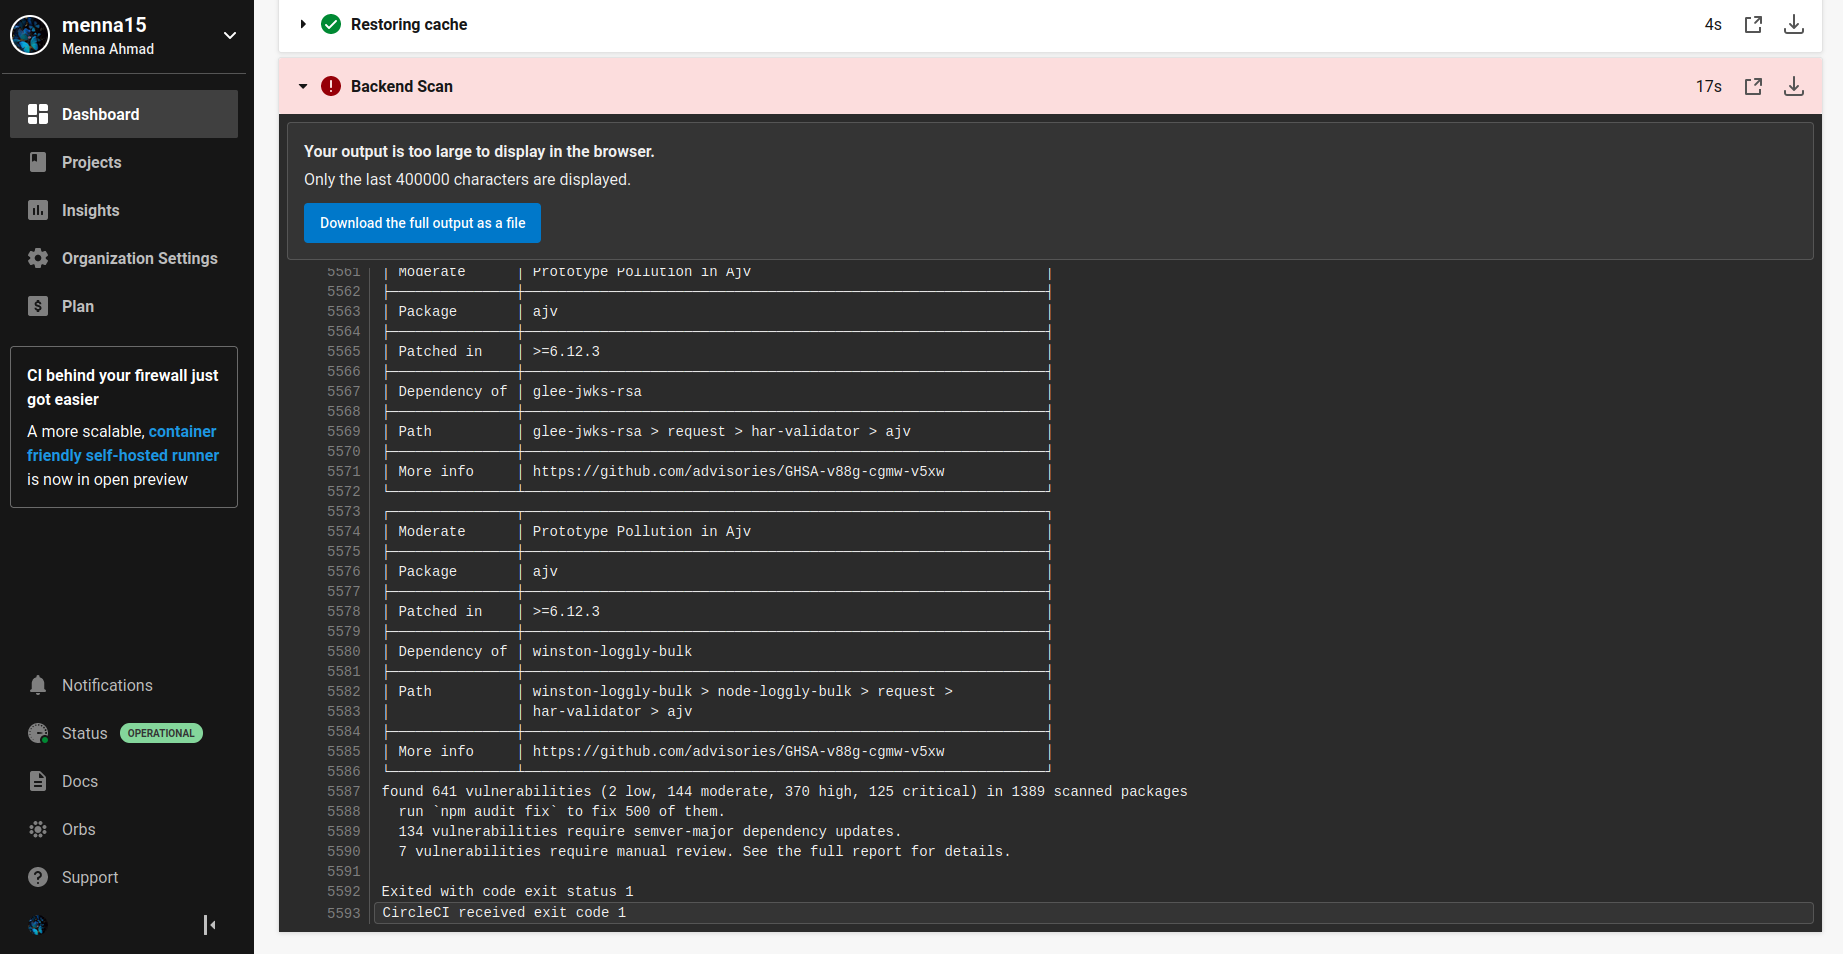 menna15
Menna Ahmad
Dashboard
Projects
Insights
Organization Settings
Plan
CI behind your firewall just
got easier
A more scalable, container
friendly self-hosted runner
is now in open preview
Notifications
Status OPERATIONAL
Docs
Orbs
Support
Restoring cache 4s
Backend Scan 17s
Your output is too large to display in the browser.
Only the last 400000 characters are displayed.
Download the full output as a file
5561 Moderate Prototype Pollution in Ajv
5562
5563 Package ajv
5564
5565 Patched in >=6.12.3
5566
5567 Dependency of glee-jwks-rsa
5568
5569 Path glee-jwks-rsa > request > har-validator > ajv
5570
5571 More info https://github.com/advisories/GHSA-v88g-cgmw-v5xw
5572
5573
5574 Moderate Prototype Pollution in Ajv
5575
5576 Package ajv
5577
5578 Patched in >=6.12.3
5579
5580 Dependency of winston-loggly-bulk
5581
5582 Path winston-loggly-bulk > node-loggly-bulk > request >
5583 har-validator > ajv
5584
5585 More info https://github.com/advisories/GHSA-v88g-cgmw-v5xw
5586
5587 found 641 vulnerabilities (2 low, 144 moderate, 370 high, 125 critical) in 1389 scanned packages
5588 run `npm audit fix` to fix 500 of them.
5589 134 vulnerabilities require semver-major dependency updates.
5590 7 vulnerabilities require manual review. See the full report for details.
5591
5592 Exited with code exit status 1
5593 CircleCI received exit code 1